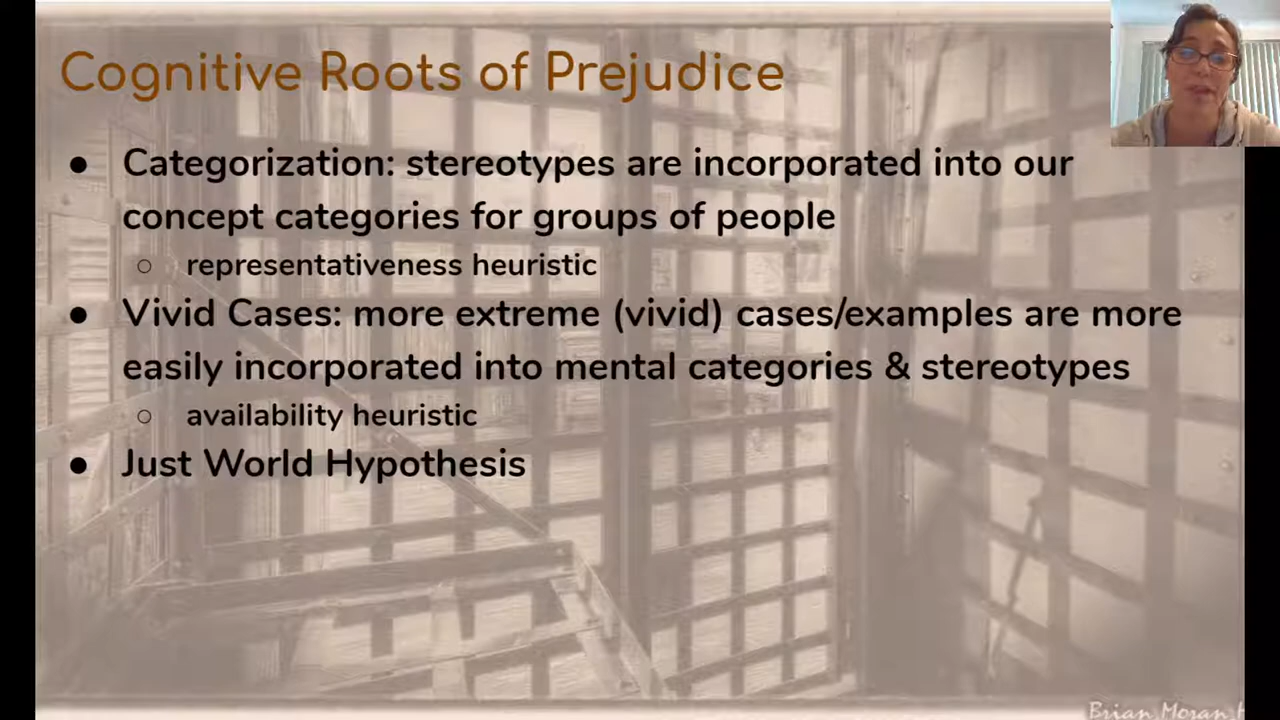 Cognitive Roots of Prejudice
● Categorization: stereotypes are incorporated into our
concept categories for groups of people
○ representativeness heuristic
● Vivid Cases: more extreme (vivid) cases/examples are more
easily incorporated into mental categories & stereotypes
○ availability heuristic
● Just World Hypothesis
Brian Moran